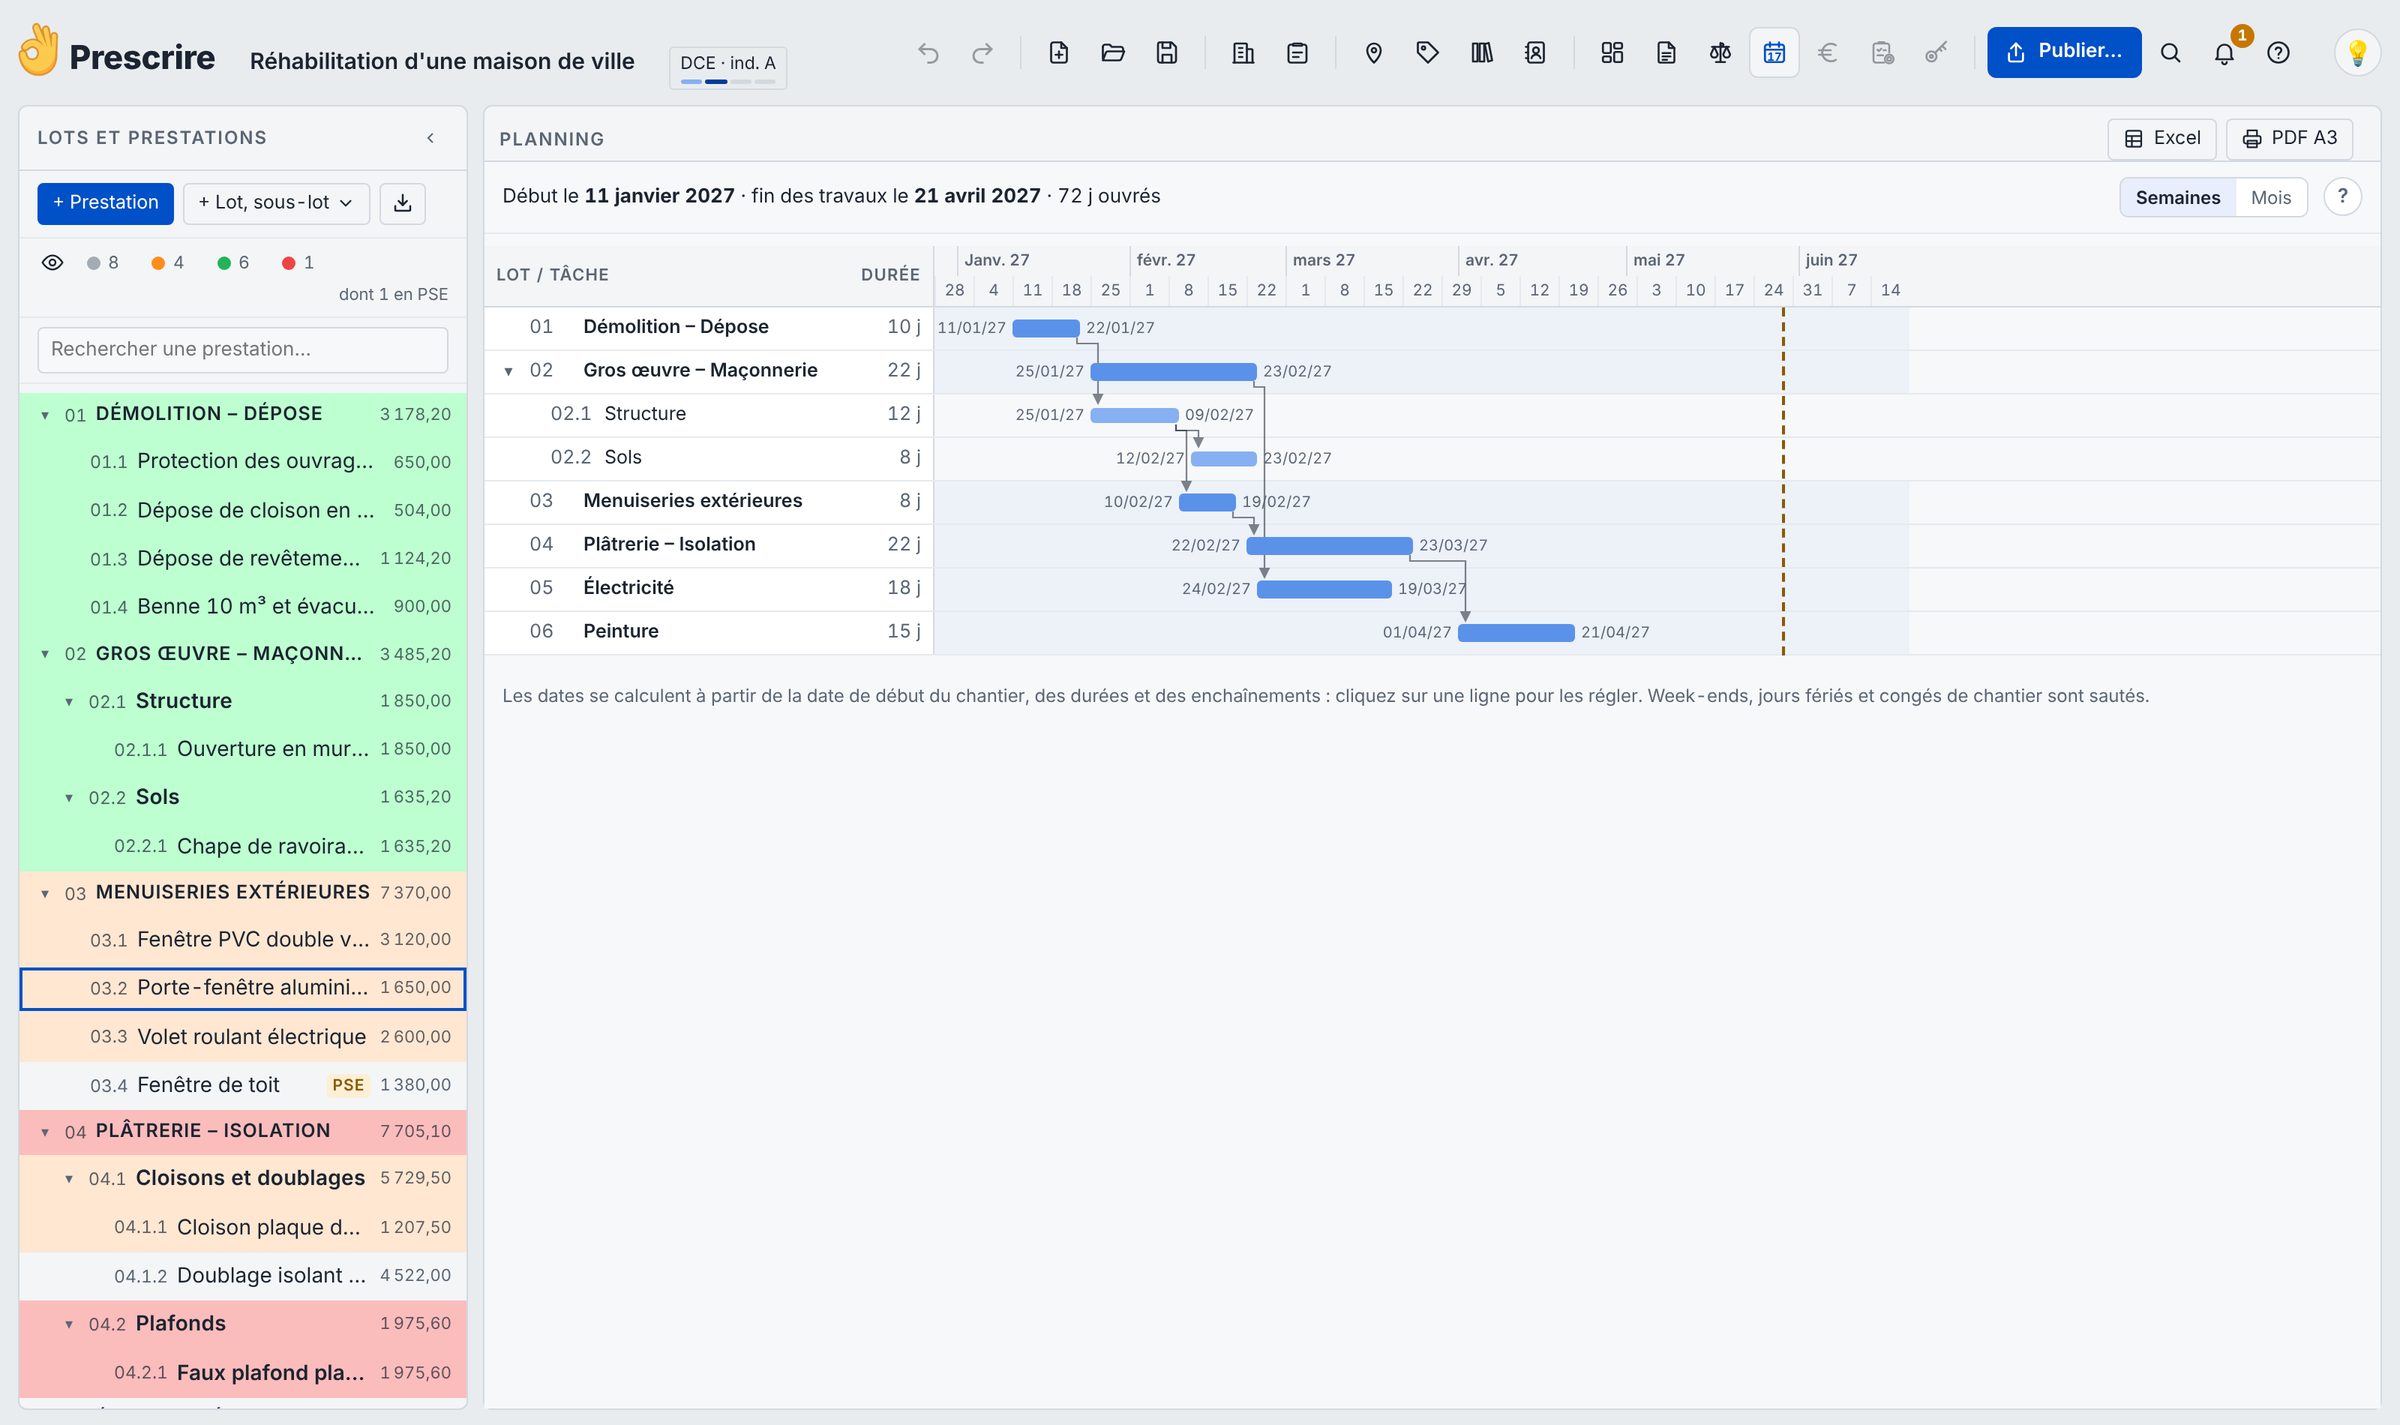 Prescrire
Réhabilitation d'une maison de ville
DCE · ind. A
17
Publier...
1
LOTS ET PRESTATIONS
+ Prestation
+ Lot, sous-lot
8
4
6
1
dont 1 en PSE
Rechercher une prestation...
01 DÉMOLITION – DÉPOSE 3 178,20
01.1 Protection des ouvrag... 650,00
01.2 Dépose de cloison en ... 504,00
01.3 Dépose de revêteme... 1 124,20
01.4 Benne 10 m³ et évacu... 900,00
02 GROS ŒUVRE – MAÇONN... 3 485,20
02.1 Structure 1 850,00
02.1.1 Ouverture en mur... 1 850,00
02.2 Sols 1 635,20
02.2.1 Chape de ravoira... 1 635,20
03 MENUISERIES EXTÉRIEURES 7 370,00
03.1 Fenêtre PVC double v... 3 120,00
03.2 Porte-fenêtre alumini... 1 650,00
03.3 Volet roulant électrique 2 600,00
03.4 Fenêtre de toit PSE 1 380,00
04 PLÂTRERIE – ISOLATION 7 705,10
04.1 Cloisons et doublages 5 729,50
04.1.1 Cloison plaque d... 1 207,50
04.1.2 Doublage isolant ... 4 522,00
04.2 Plafonds 1 975,60
04.2.1 Faux plafond pla... 1 975,60
PLANNING
Excel
PDF A3
Début le 11 janvier 2027 · fin des travaux le 21 avril 2027 · 72 j ouvrés
Semaines
Mois
?
LOT / TÂCHE DURÉE
Janv. 27 févr. 27 mars 27 avr. 27 mai 27 juin 27
28 4 11 18 25 1 8 15 22 1 8 15 22 29 5 12 19 26 3 10 17 24 31 7 14
01 Démolition – Dépose 10 j 11/01/27 22/01/27
02 Gros œuvre – Maçonnerie 22 j 25/01/27 23/02/27
02.1 Structure 12 j 25/01/27 09/02/27
02.2 Sols 8 j 12/02/27 23/02/27
03 Menuiseries extérieures 8 j 10/02/27 19/02/27
04 Plâtrerie – Isolation 22 j 22/02/27 23/03/27
05 Électricité 18 j 24/02/27 19/03/27
06 Peinture 15 j 01/04/27 21/04/27
Les dates se calculent à partir de la date de début du chantier, des durées et des enchaînements : cliquez sur une ligne pour les régler. Week-ends, jours fériés et congés de chantier sont sautés.